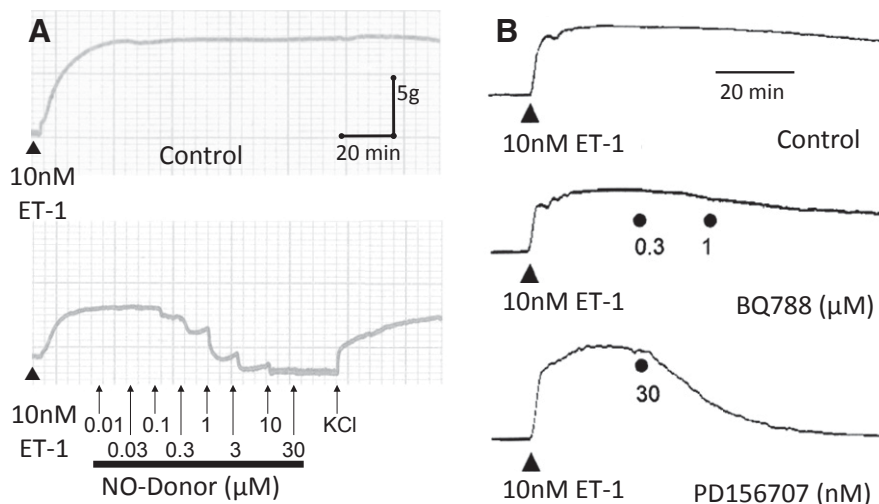 A
5g
20 min
Control
10nM
ET-1
10nM
ET-1
0.01 0.1 1 10 KCl
0.03 0.3 3 30
NO-Donor (µM)
B
20 min
10nM ET-1
Control
0.3 1
10nM ET-1
BQ788 (µM)
30
10nM ET-1
PD156707 (nM)